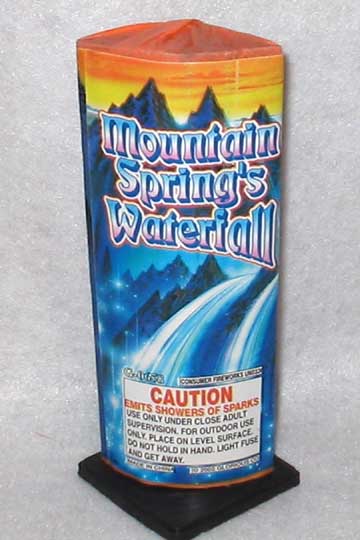 Mountain
Spring's
Waterfall
CONSUMER FIREWORKS
CAUTION
EMITS SHOWERS OF SPARKS
USE ONLY UNDER CLOSE ADULT
SUPERVISION. FOR OUTDOOR USE
ONLY. PLACE ON LEVEL SURFACE.
DO NOT HOLD IN HAND. LIGHT FUSE
AND GET AWAY.
MADE IN CHINA